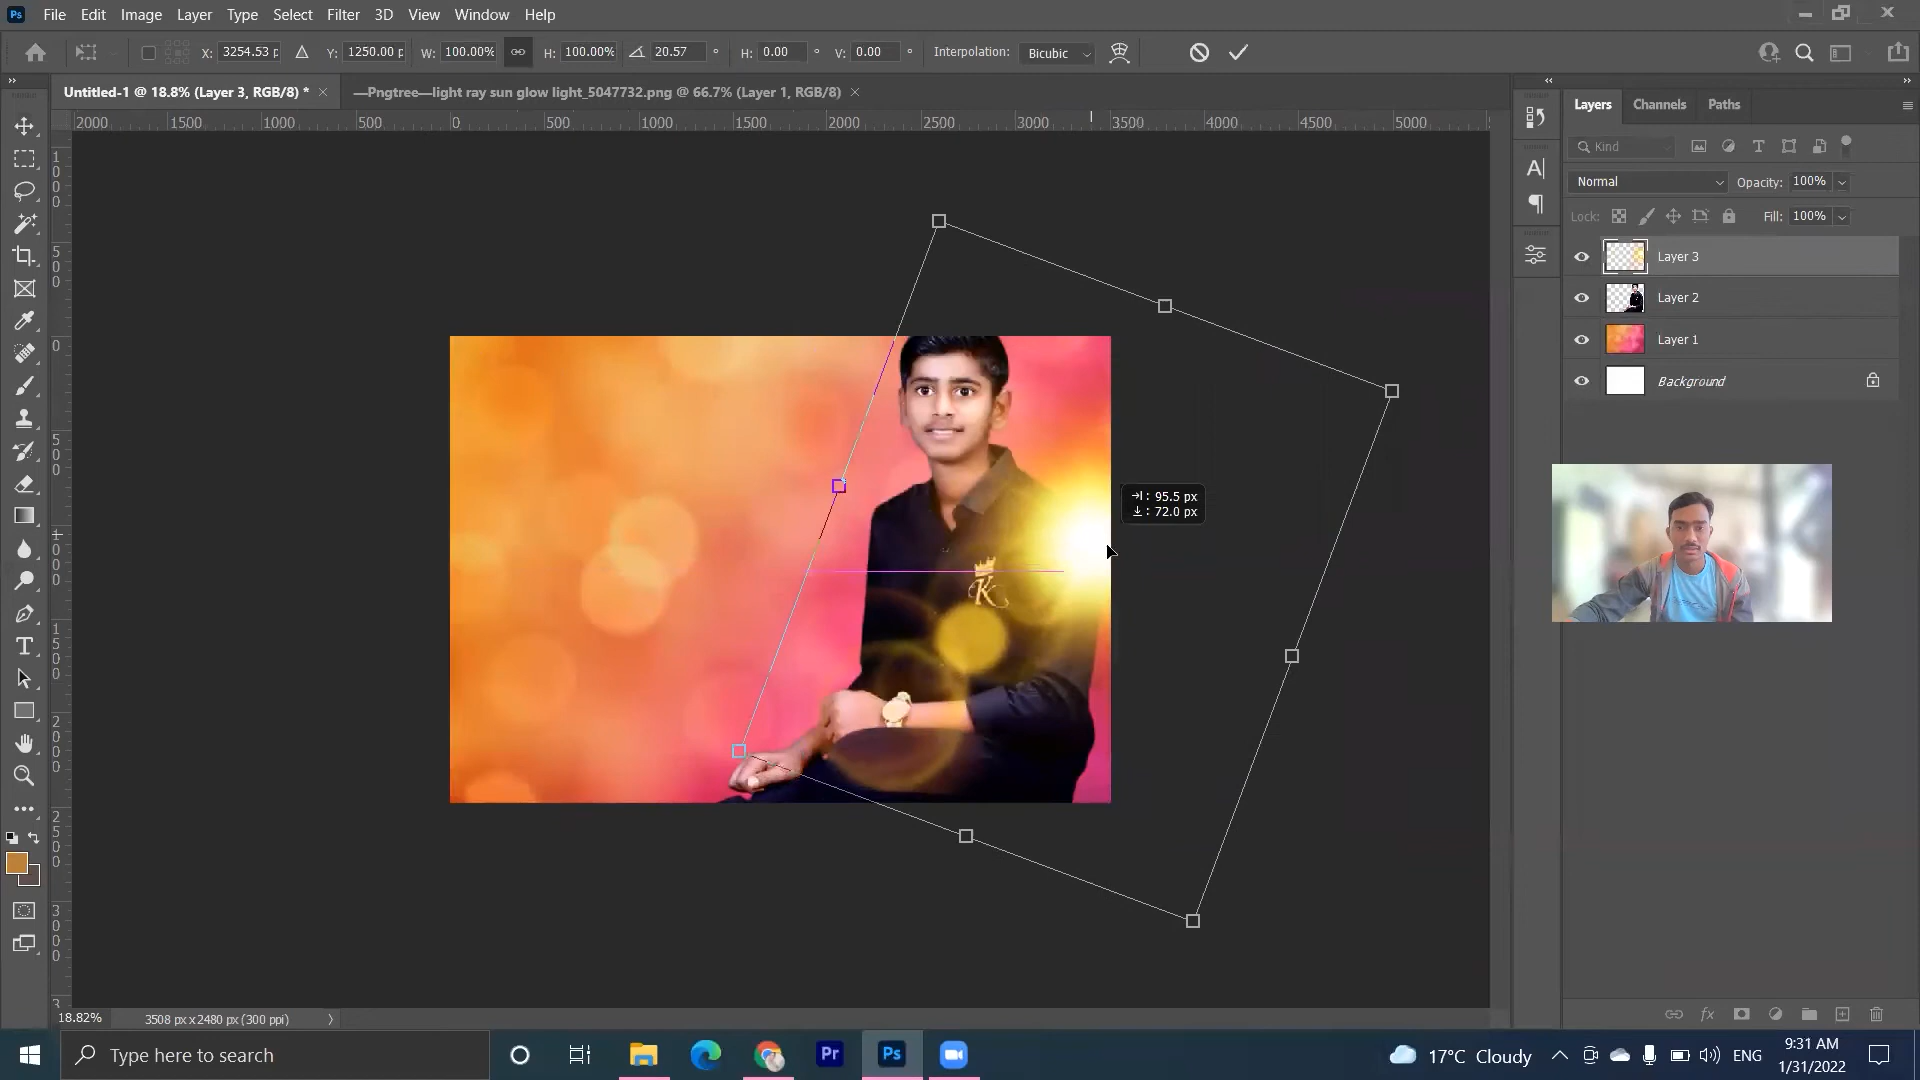 Ps File Edit Image Layer Type Select Filter 3D View Window Help
X: 3254.53 p Y: 1250.00 p W: 100.00% H: 100.00% 20.57 ° H: 0.00 ° V: 0.00 ° Interpolation: Bicubic
Untitled-1 @ 18.8% (Layer 3, RGB/8) * × —Pngtree—light ray sun glow light_5047732.png @ 66.7% (Layer 1, RGB/8) ×
2000 1500 1000 500 0 500 1000 1500 2000 2500 3000 3500 4000 4500 5000
Layers Channels Paths
Kind
Normal Opacity: 100%
Lock: Fill: 100%
Layer 3
Layer 2
Layer 1
Background
: 95.5 px
: 72.0 px
K
18.82% 3508 px x 2480 px (300 ppi)
Type here to search
Pr Ps
17°C Cloudy ENG
9:31 AM
1/31/2022